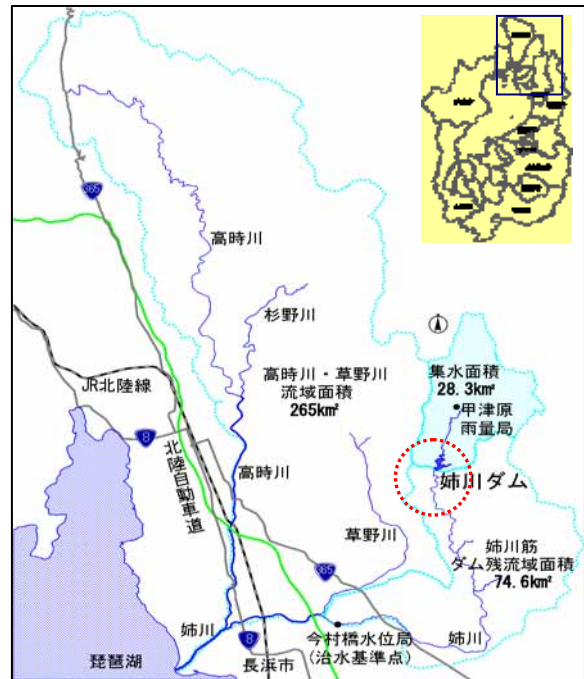 365
高時川
杉野川
高時川・草野川
流域面積
265k㎡
集水面積
28.3k㎡
甲津原
雨量局
JR北陸線
8
北陸自動車道
高時川
姉川ダム
草野川
姉川筋
ダム残流域面積
74.6k㎡
365
姉川
8
長浜市
今村橋水位局
(治水基準点)
姉川
琵琶湖